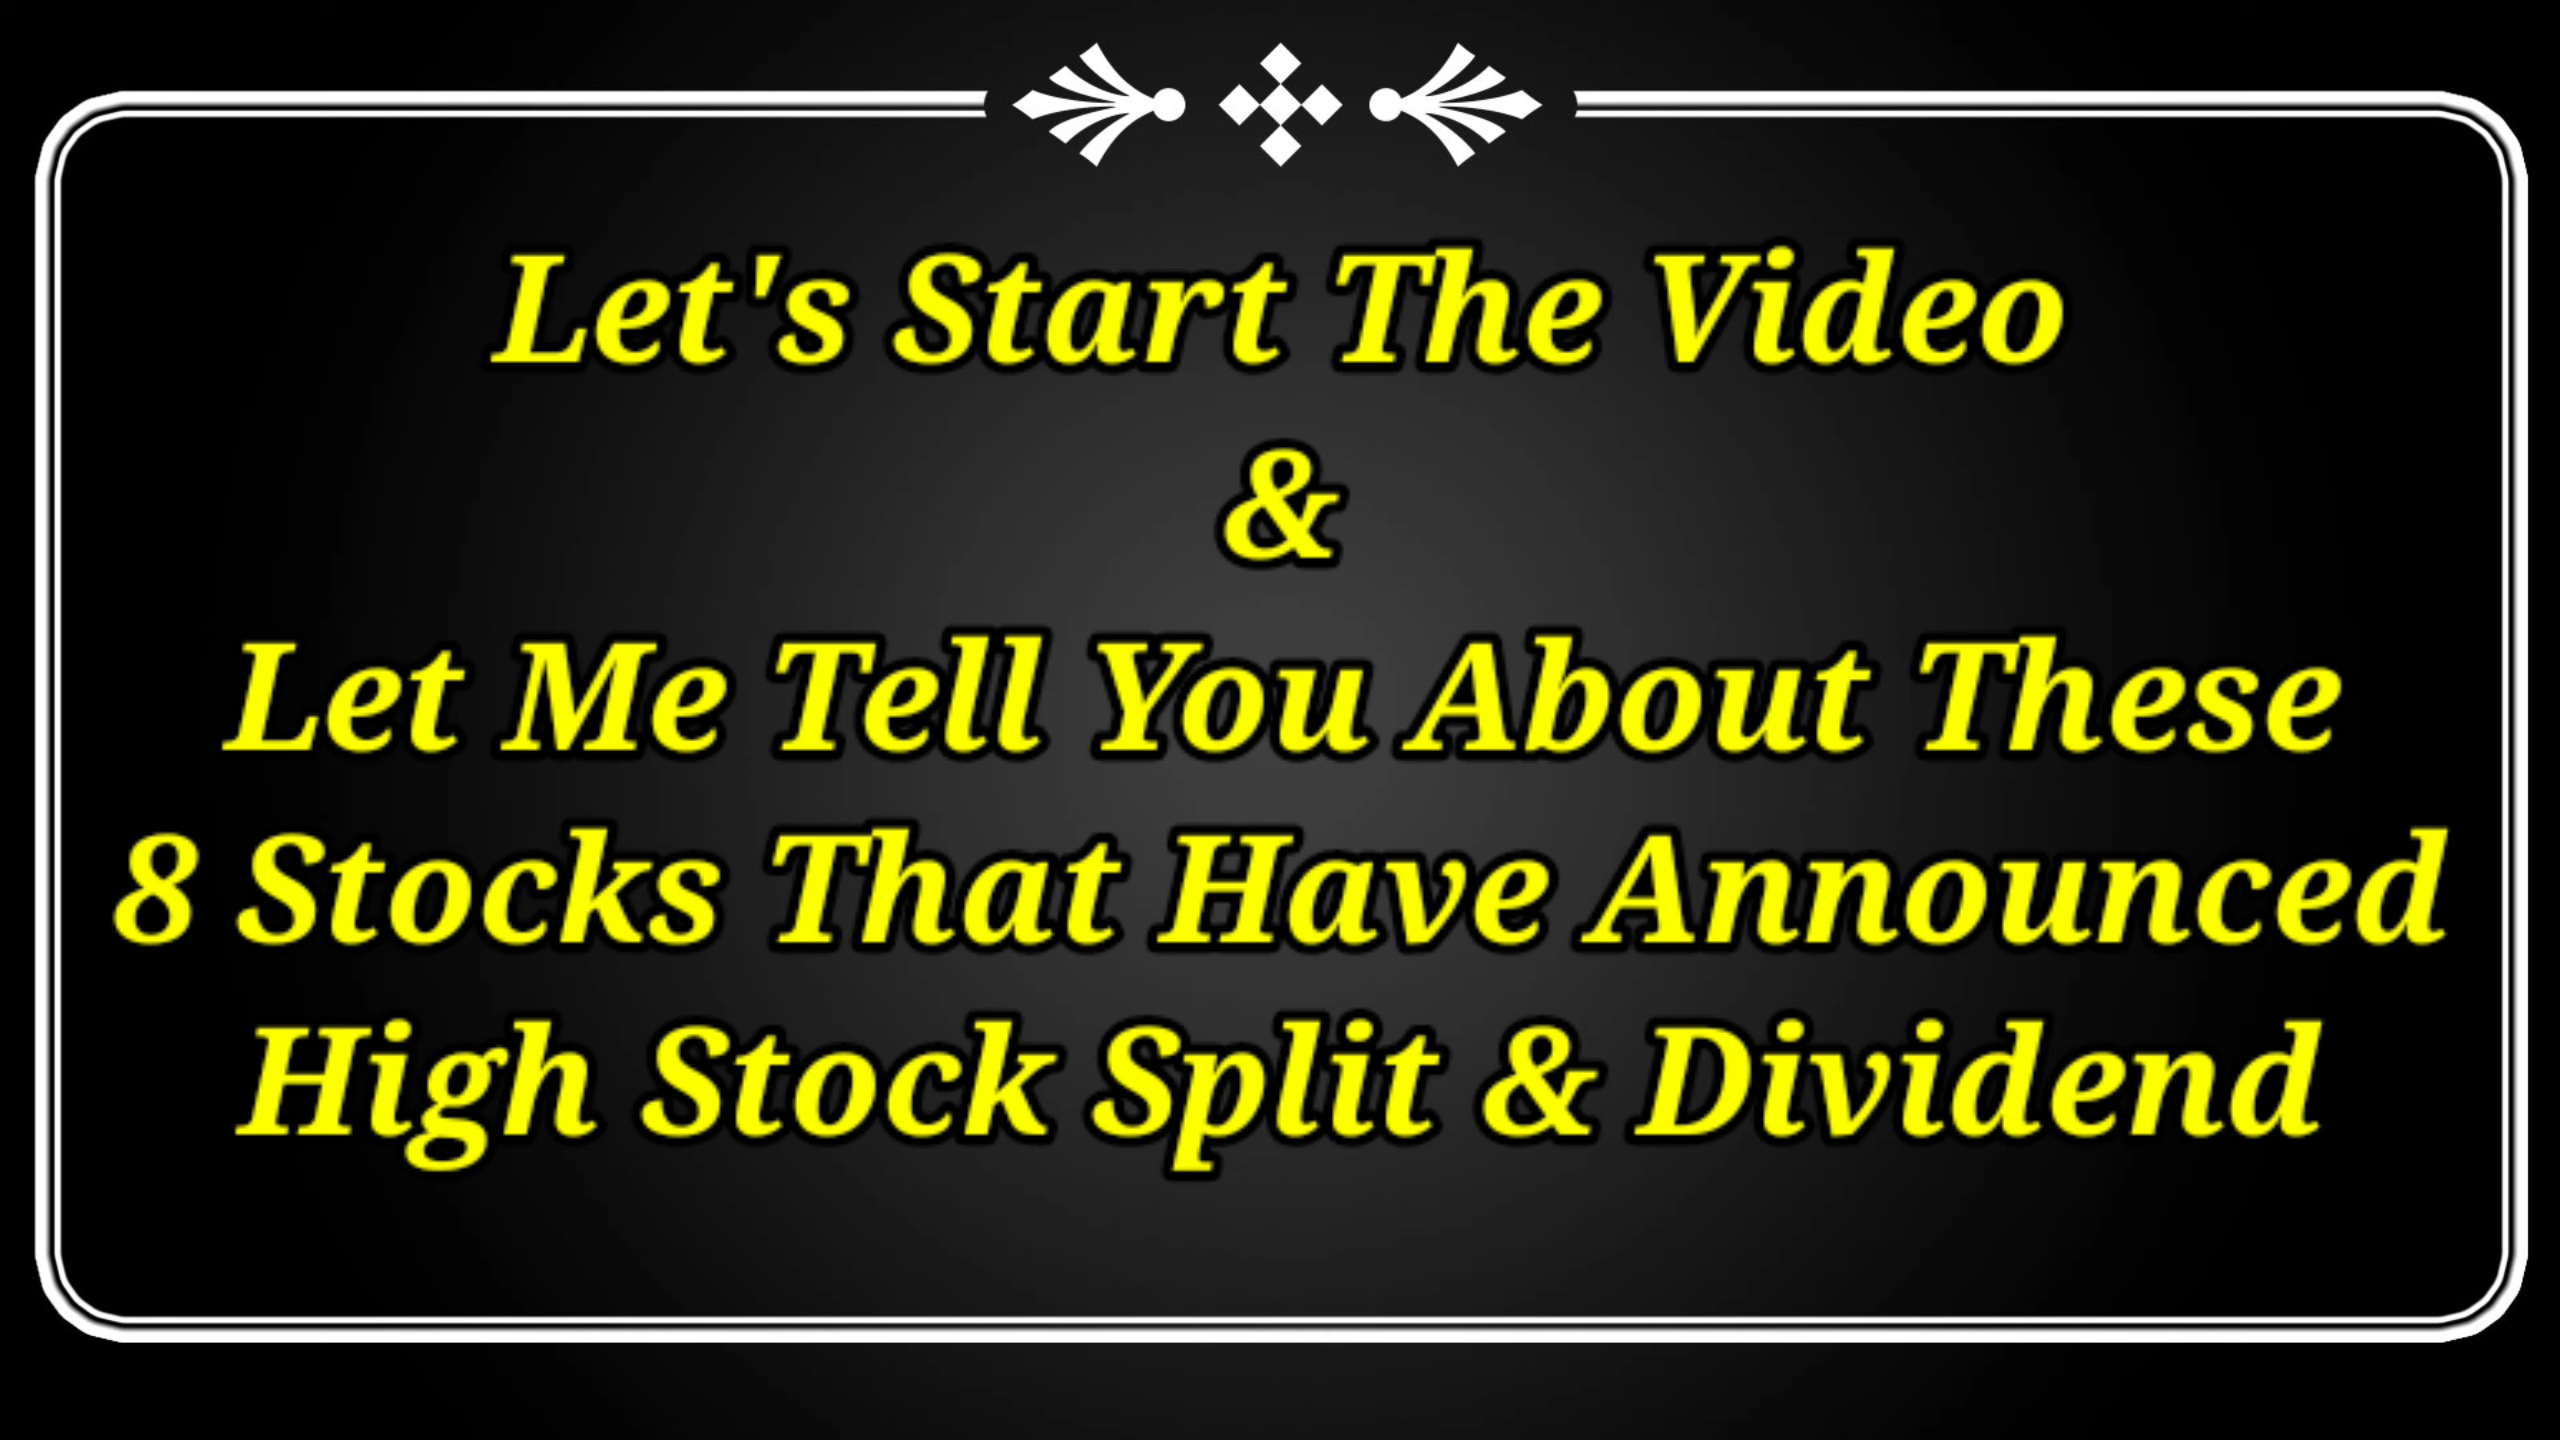 Let's Start The Video
&
Let Me Tell You About These
8 Stocks That Have Announced
High Stock Split & Dividend